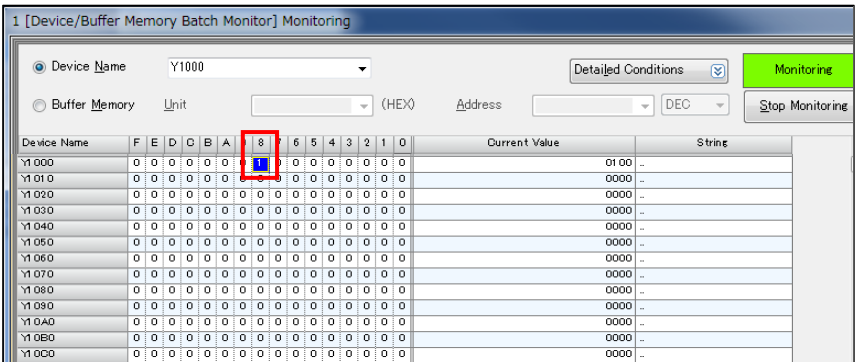 1 [Device/Buffer Memory Batch Monitor] Monitoring
Device Name Y1000 Detailed Conditions Monitoring
Buffer Memory Unit (HEX) Address DEC Stop Monitoring
Device Name F E D C B A 8 6 5 4 3 2 1 0 Current Value String
Y1000 0 0 0 0 0 0 0 1 0 0 0 0 0 0 0 0 0100 ..
Y1010 0 0 0 0 0 0 0 0 0 0 0 0 0 0 0 0 0000 ..
Y1020 0 0 0 0 0 0 0 0 0 0 0 0 0 0 0 0 0000 ..
Y1030 0 0 0 0 0 0 0 0 0 0 0 0 0 0 0 0 0000 ..
Y1040 0 0 0 0 0 0 0 0 0 0 0 0 0 0 0 0 0000 ..
Y1050 0 0 0 0 0 0 0 0 0 0 0 0 0 0 0 0 0000 ..
Y1060 0 0 0 0 0 0 0 0 0 0 0 0 0 0 0 0 0000 ..
Y1070 0 0 0 0 0 0 0 0 0 0 0 0 0 0 0 0 0000 ..
Y1080 0 0 0 0 0 0 0 0 0 0 0 0 0 0 0 0 0000 ..
Y1090 0 0 0 0 0 0 0 0 0 0 0 0 0 0 0 0 0000 ..
Y10A0 0 0 0 0 0 0 0 0 0 0 0 0 0 0 0 0 0000 ..
Y10B0 0 0 0 0 0 0 0 0 0 0 0 0 0 0 0 0 0000 ..
Y10C0 0 0 0 0 0 0 0 0 0 0 0 0 0 0 0 0 0000 ..